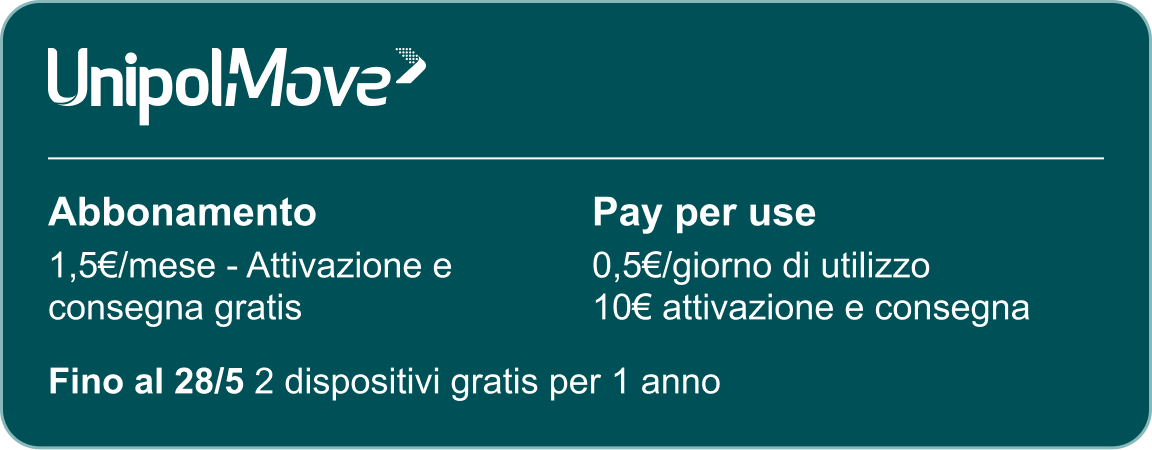 UnipolMove
Abbonamento
1,5€/mese - Attivazione e
consegna gratis
Pay per use
0,5€/giorno di utilizzo
10€ attivazione e consegna
Fino al 28/5 2 dispositivi gratis per 1 anno